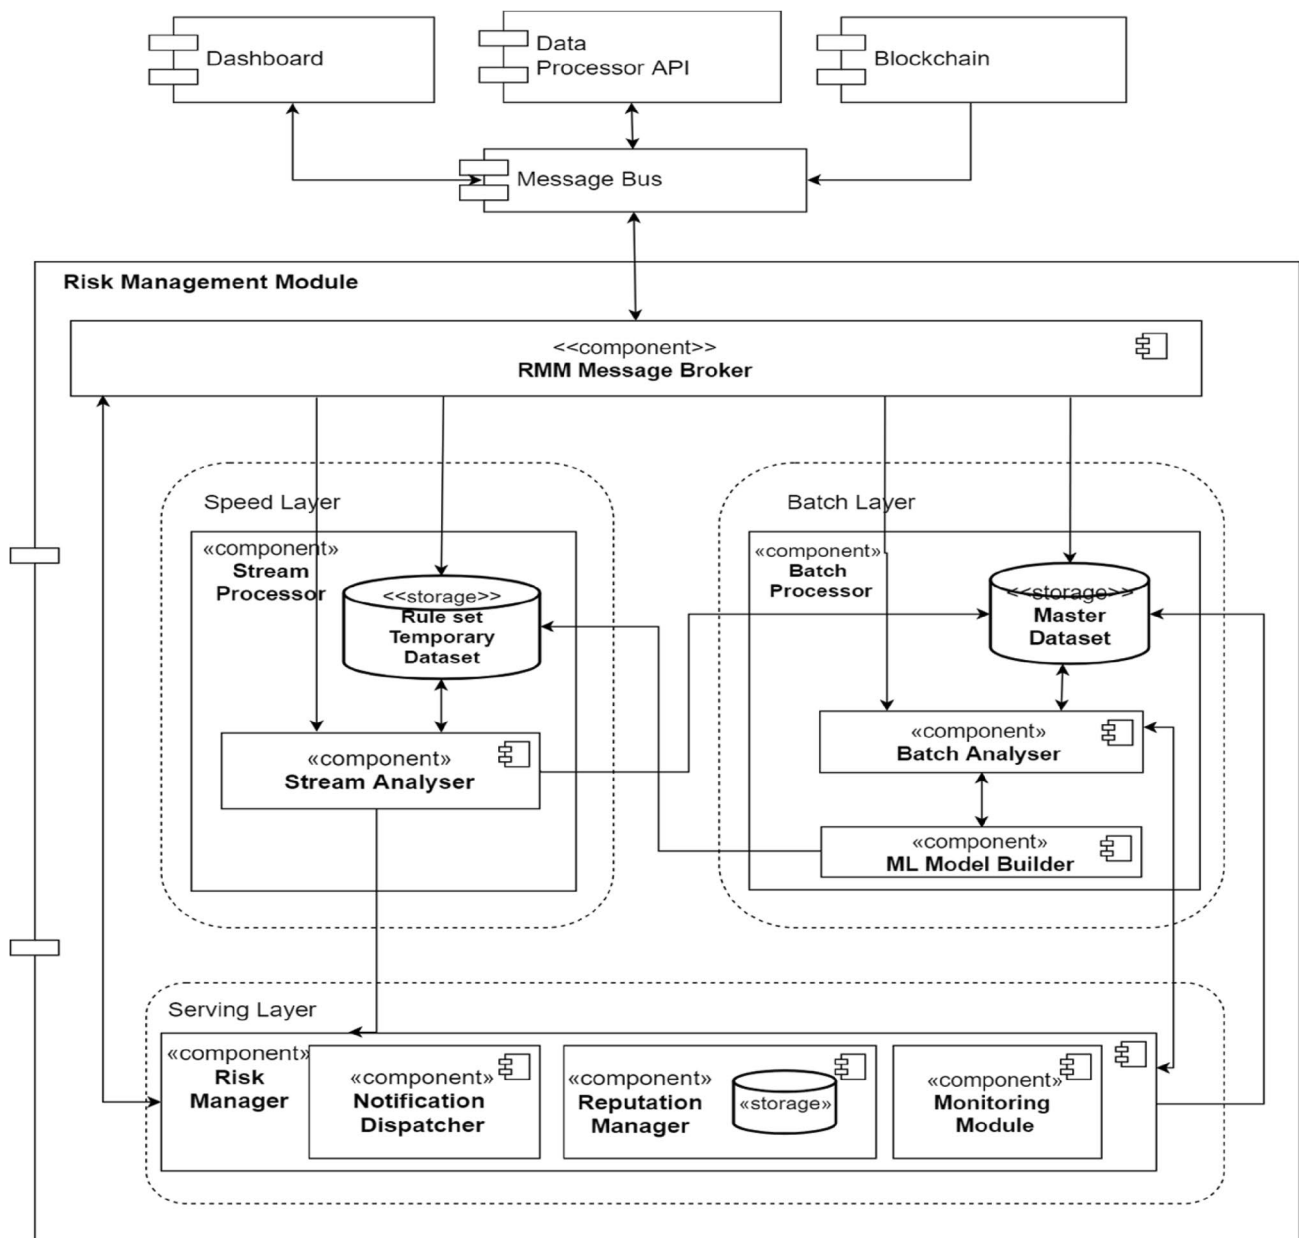 Dashboard
Data
Processor API
Blockchain
Message Bus
Risk Management Module
<<component>>
RMM Message Broker
Speed Layer
«component»
Stream
Processor
<<storage>>
Rule set
Temporary
Dataset
«component»
Stream Analyser
Batch Layer
«component»
Batch
Processor
<<storage>>
Master
Dataset
«component»
Batch Analyser
«component»
ML Model Builder
Serving Layer
«component»
Risk
Manager
«component»
Notification
Dispatcher
«component»
Reputation
Manager
«storage»
«component»
Monitoring
Module